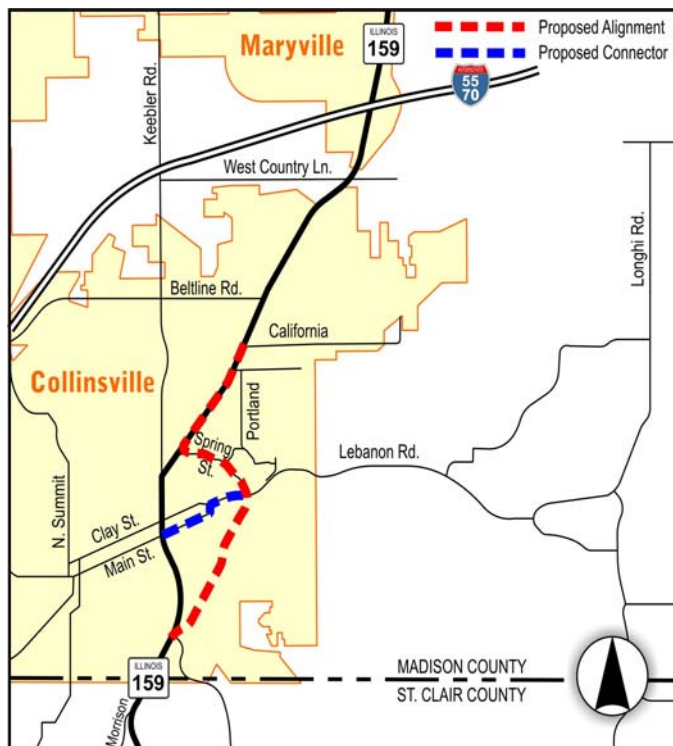 Maryville
ILLINOIS
159
Proposed Alignment
Proposed Connector
Keebler Rd.
INTERSTATE
55
70
West Country Ln.
Longhi Rd.
Beltline Rd.
California
Collinsville
Portland
Spring
St.
Lebanon Rd.
N. Summit
Clay St.
Main St.
ILLINOIS
159
MADISON COUNTY
ST. CLAIR COUNTY
Morrison